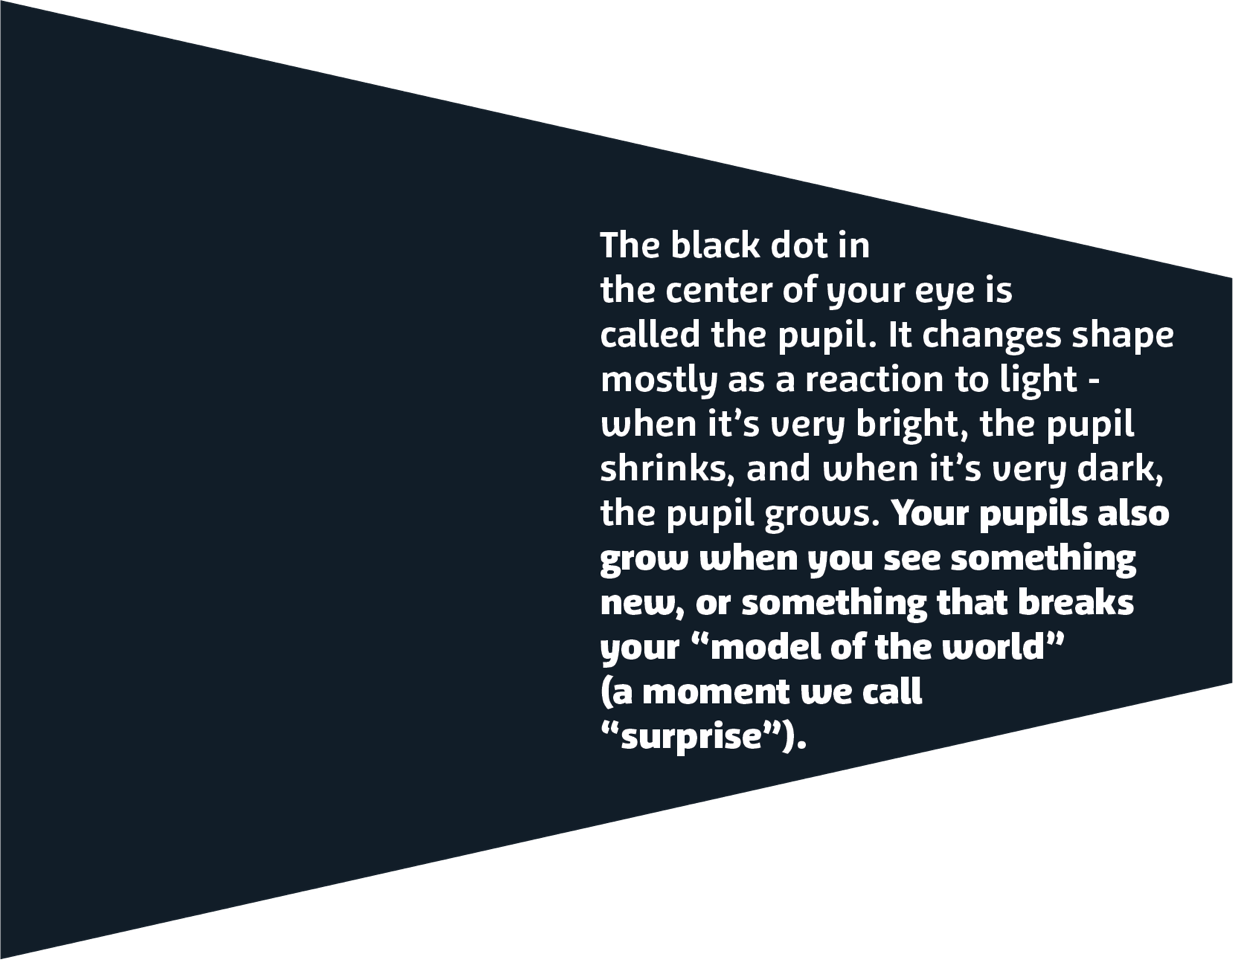 The black dot in
the center of your eye is
called the pupil. It changes shape
mostly as a reaction to light -
when it’s very bright, the pupil
shrinks, and when it’s very dark,
the pupil grows. Your pupils also
grow when you see something
new, or something that breaks
your “model of the world”
(a moment we call
“surprise”).